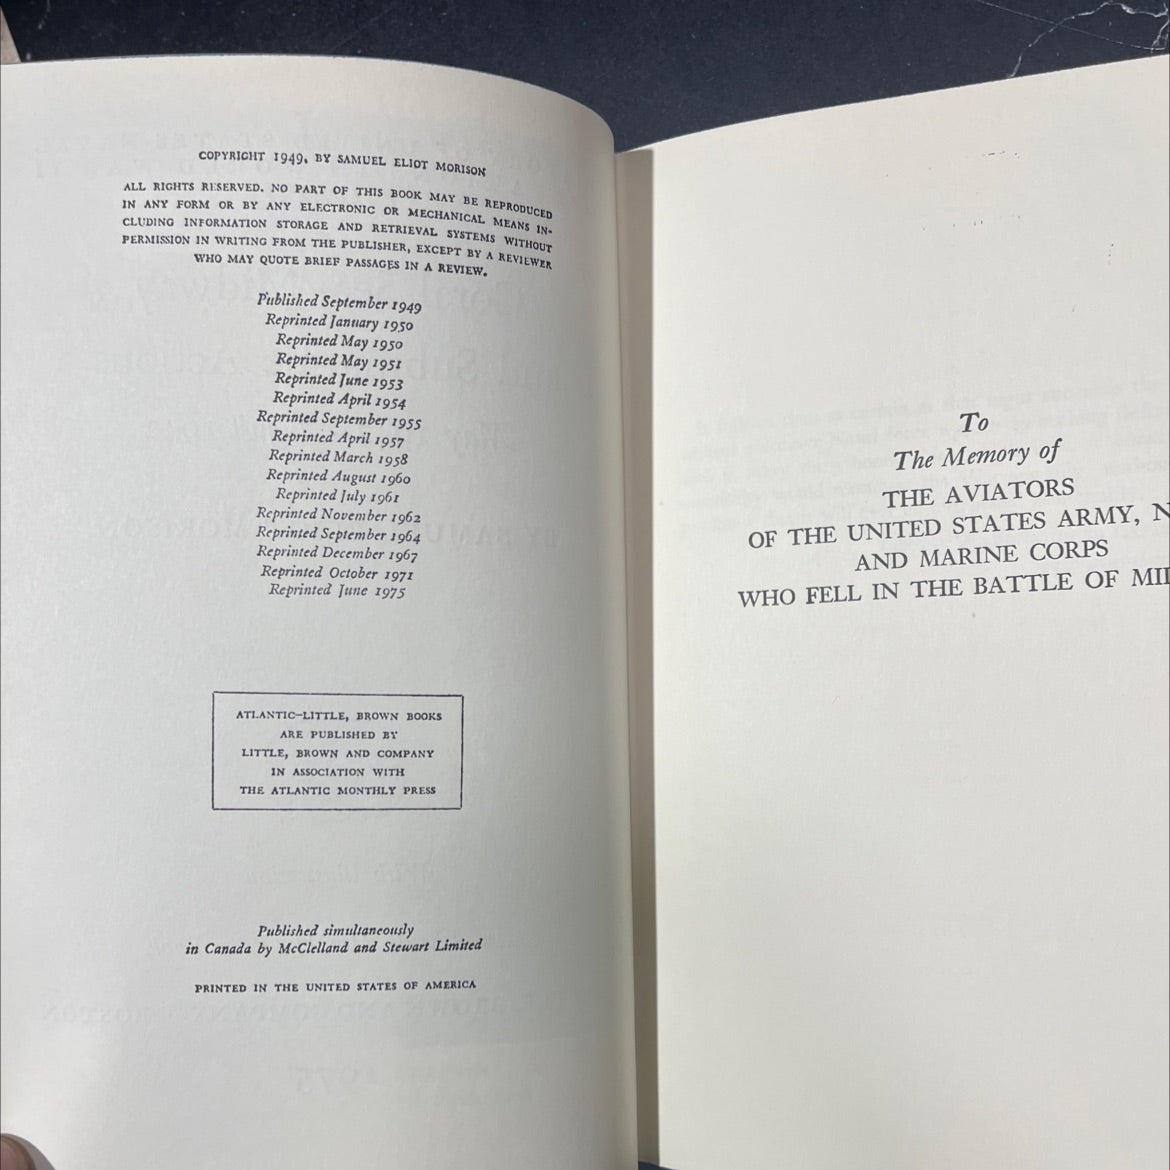 COPYRIGHT 1949, BY SAMUEL ELIOT MORISON
ALL RIGHTS RESERVED. NO PART OF THIS BOOK MAY BE REPRODUCED
IN ANY FORM OR BY ANY ELECTRONIC OR MECHANICAL MEANS IN-
CLUDING INFORMATION STORAGE AND RETRIEVAL SYSTEMS WITHOUT
PERMISSION IN WRITING FROM THE PUBLISHER, EXCEPT BY A REVIEWER
WHO MAY QUOTE BRIEF PASSAGES IN A REVIEW.
Published September 1949
Reprinted January 1950
Reprinted May 1950
Reprinted May 1951
Reprinted June 1953
Reprinted April 1954
Reprinted September 1955
Reprinted April 1957
Reprinted March 1958
Reprinted August 1960
Reprinted July 1961
Reprinted November 1962
Reprinted September 1964
Reprinted December 1967
Reprinted October 1971
Reprinted June 1975
ATLANTIC–LITTLE, BROWN BOOKS
ARE PUBLISHED BY
LITTLE, BROWN AND COMPANY
IN ASSOCIATION WITH
THE ATLANTIC MONTHLY PRESS
Published simultaneously
in Canada by McClelland and Stewart Limited
PRINTED IN THE UNITED STATES OF AMERICA
To
The Memory of
THE AVIATORS
OF THE UNITED STATES ARMY, N
AND MARINE CORPS
WHO FELL IN THE BATTLE OF MID